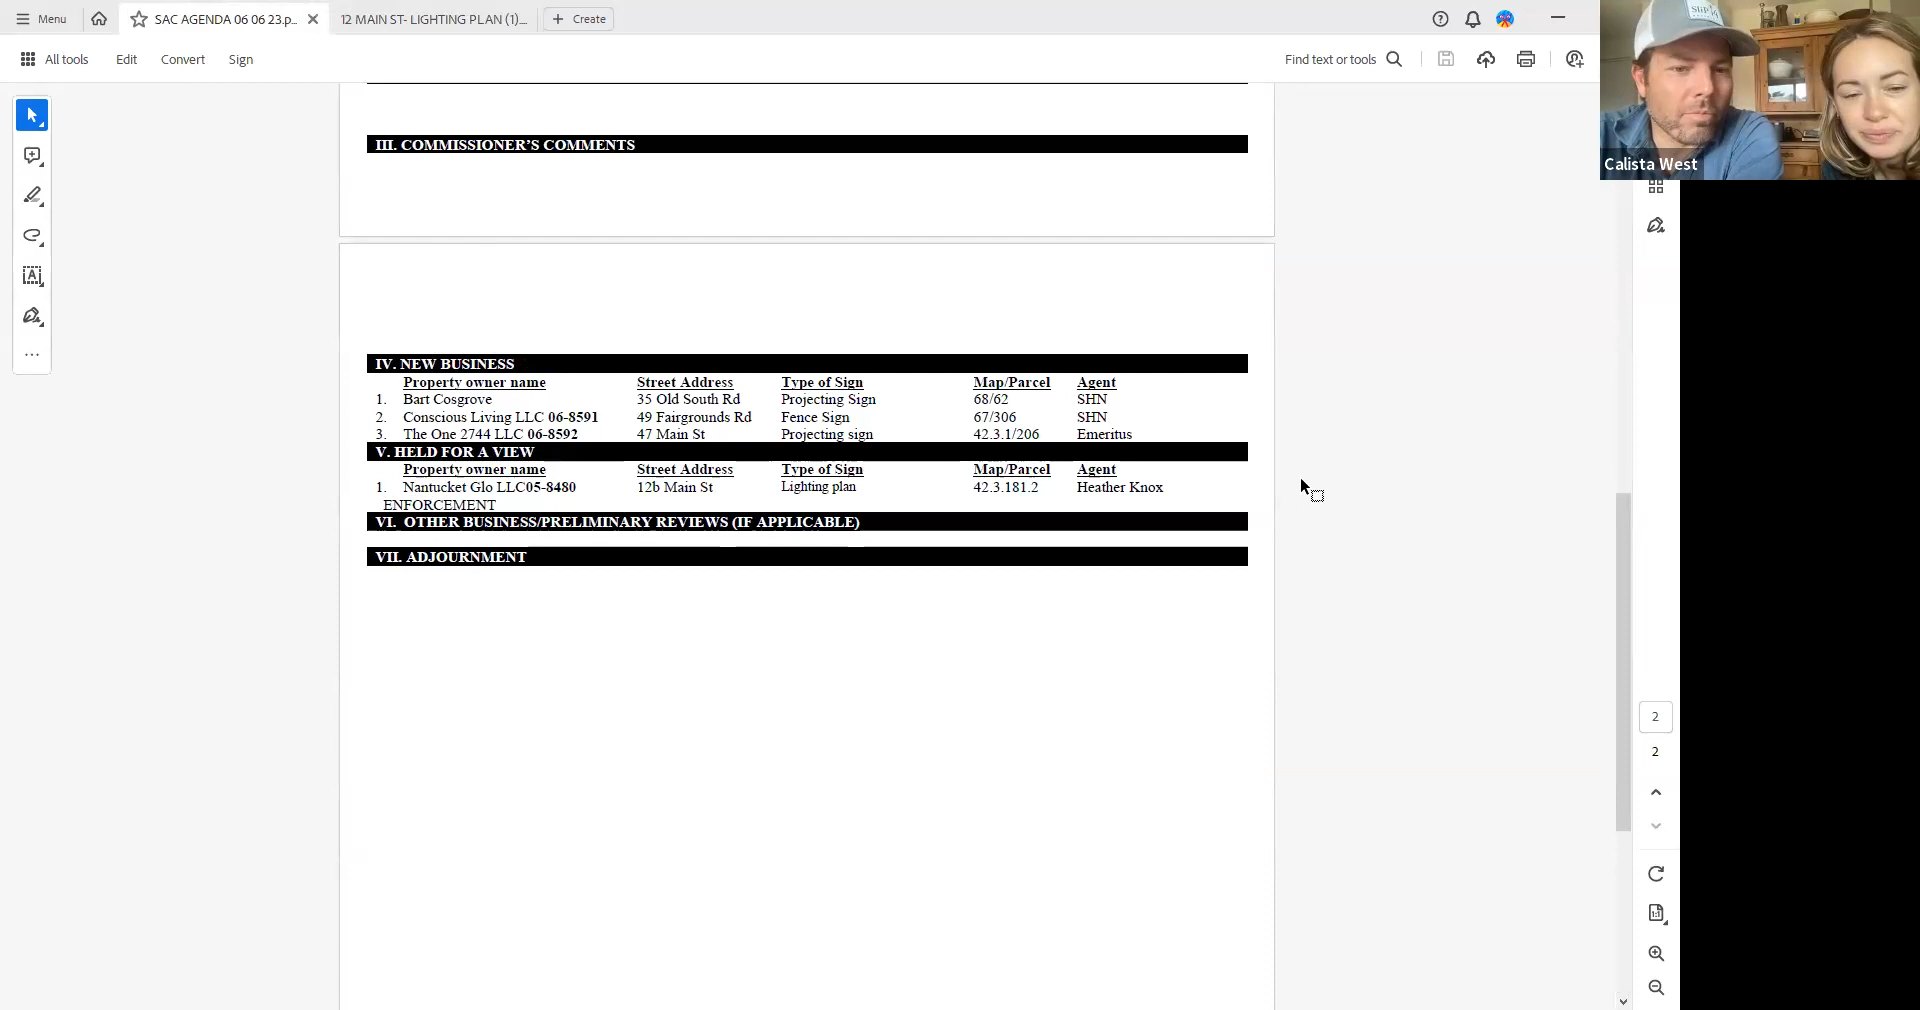 Menu
SAC AGENDA 06 06 23.p...
12 MAIN ST- LIGHTING PLAN (1)....
Create
All tools
Edit
Convert
Sign
Find text or tools
III. COMMISSIONER'S COMMENTS
IV. NEW BUSINESS
Property owner name Street Address Type of Sign Map/Parcel Agent
1. Bart Cosgrove 35 Old South Rd Projecting Sign 68/62 SHN
2. Conscious Living LLC 06-8591 49 Fairgrounds Rd Fence Sign 67/306 SHN
3. The One 2744 LLC 06-8592 47 Main St Projecting sign 42.3.1/206 Emeritus
V. HELD FOR A VIEW
Property owner name Street Address Type of Sign Map/Parcel Agent
1. Nantucket Glo LLC05-8480 12b Main St Lighting plan 42.3.181.2 Heather Knox
ENFORCEMENT
VI. OTHER BUSINESS/PRELIMINARY REVIEWS (IF APPLICABLE)
VII. ADJOURNMENT
Calista West
2
2